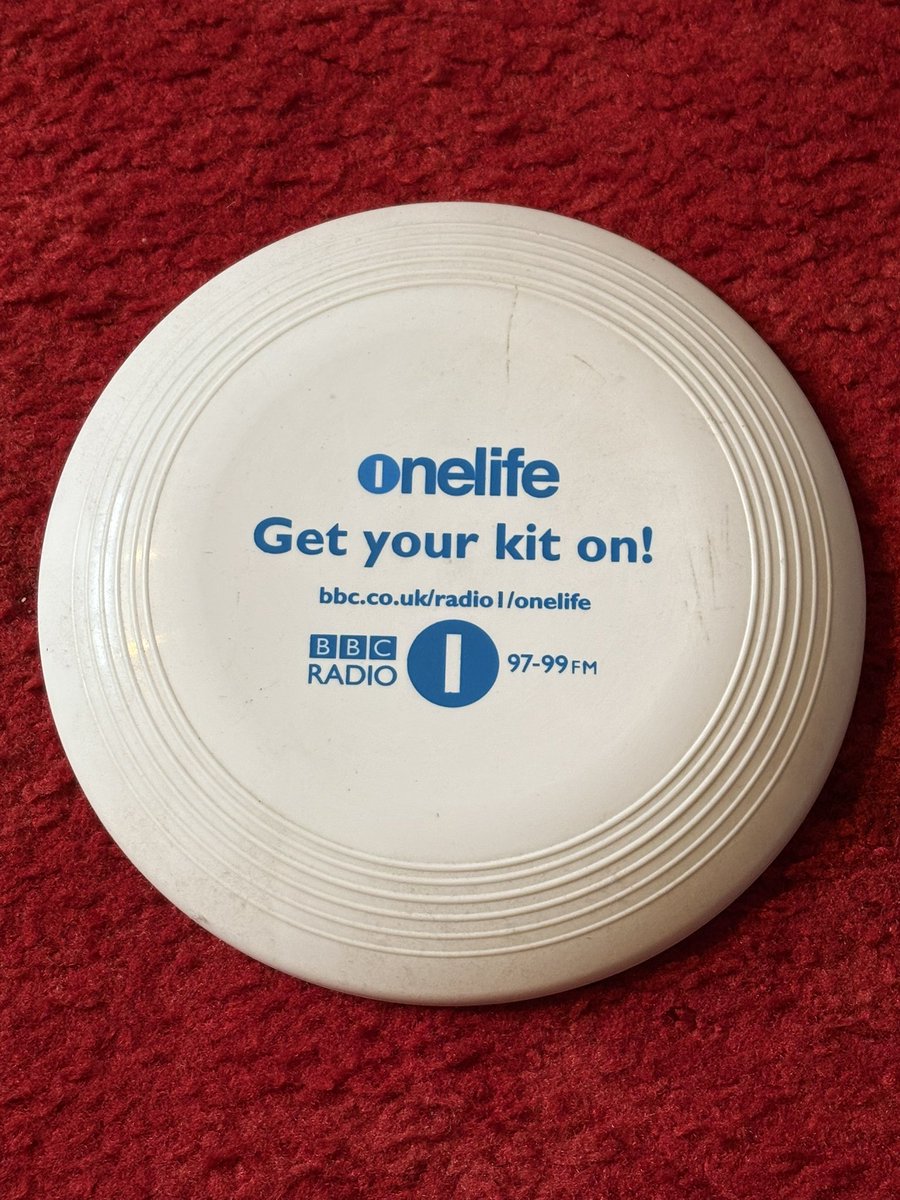 onelife
Get your kit on!
bbc.co.uk/radio1/onelife
BBC RADIO 1 97-99FM